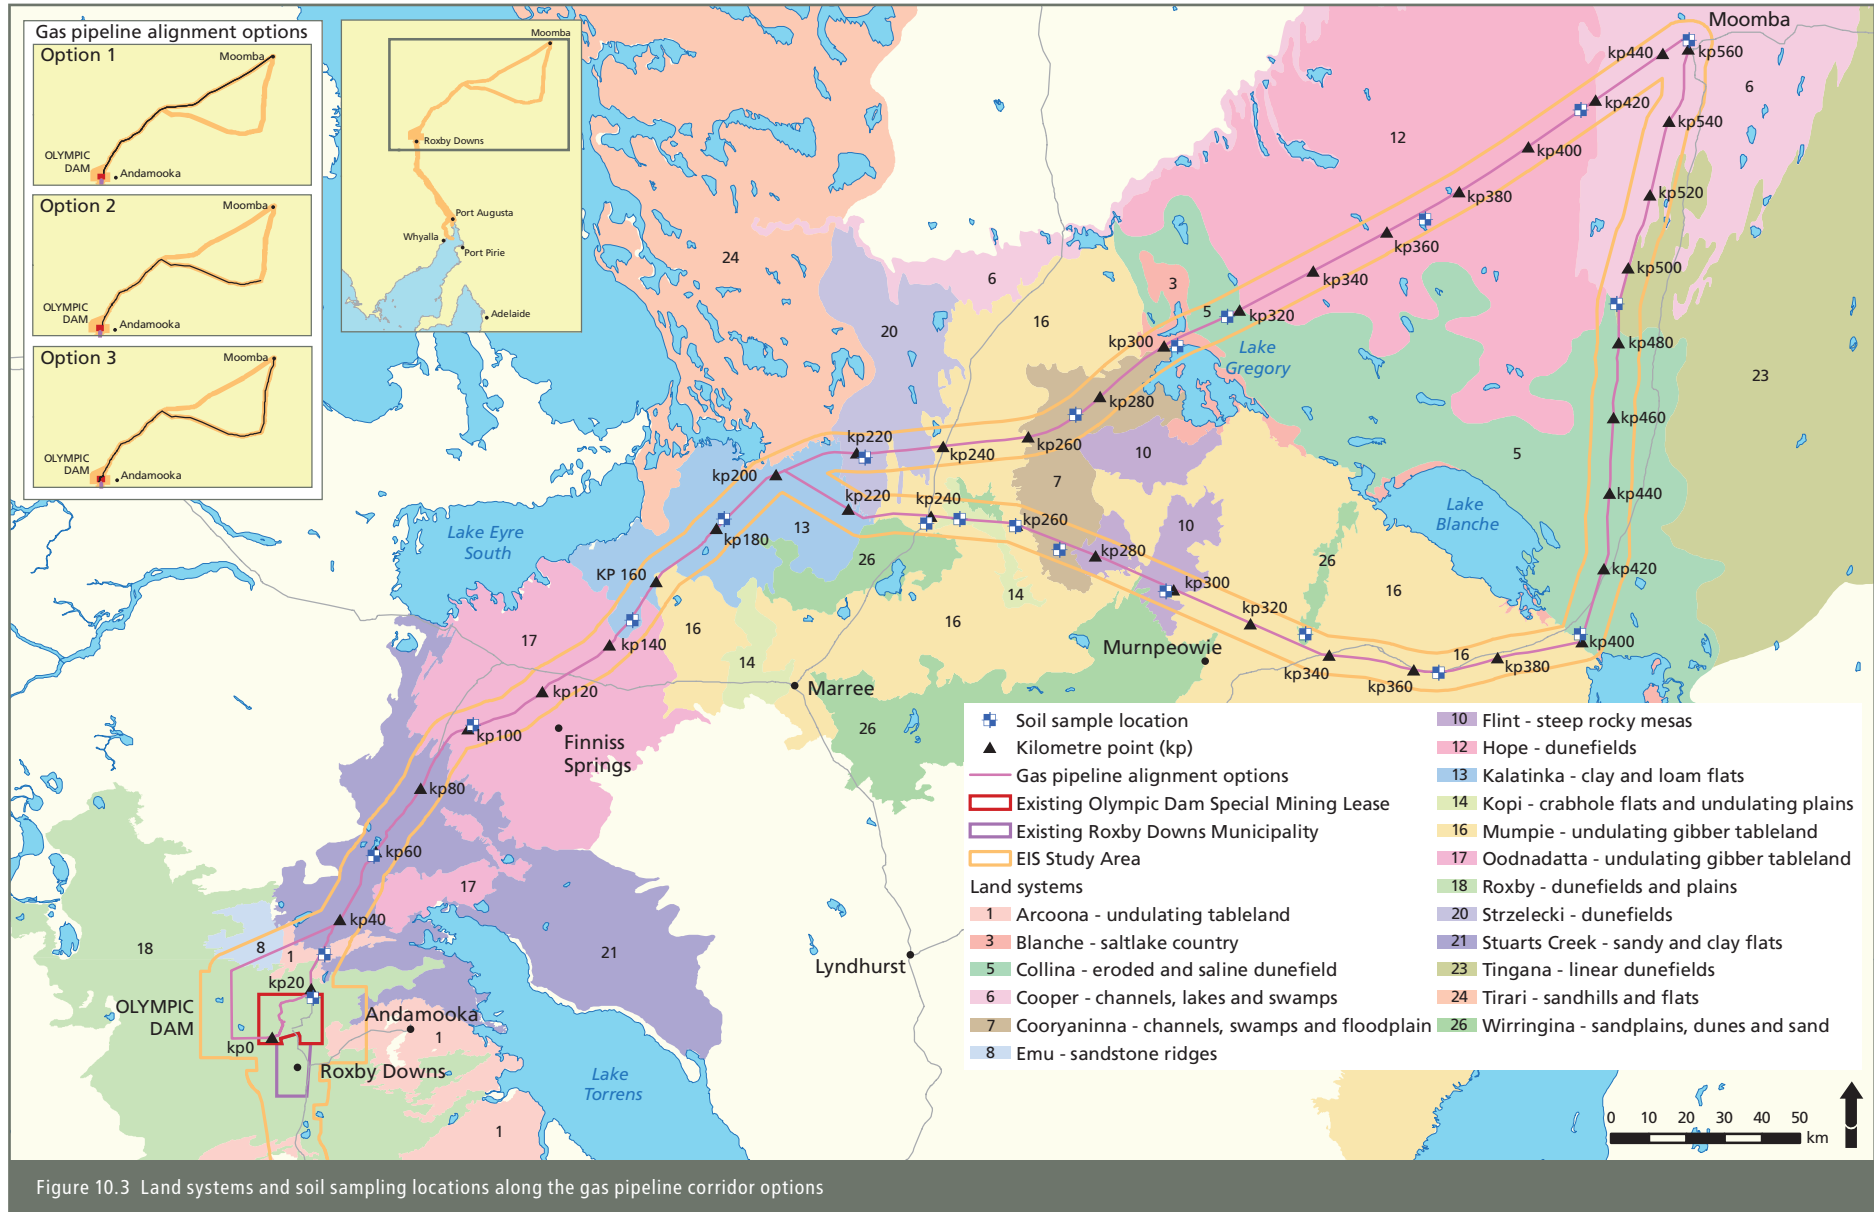 Gas pipeline alignment options
Option 1
Moomba
OLYMPIC
DAM
Andamooka
Option 2
Moomba
OLYMPIC
DAM
Andamooka
Option 3
Moomba
OLYMPIC
DAM
Andamooka
Moomba
Roxby Downs
Port Augusta
Whyalla
Port Pirie
Adelaide
Moomba
kp440
kp560
6
kp420
kp540
12
kp400
kp520
kp380
kp360
24
kp500
6
kp340
3
5
kp320
16
20
kp300
Lake
Gregory
kp480
23
kp280
kp460
kp220
kp260
kp240
10
5
kp200
7
kp220
kp240
kp440
Lake
Blanche
kp260
10
13
Lake Eyre
South
kp180
kp280
26
26
kp420
KP 160
kp300
14
16
kp320
17
16
16
kp140
Murnpeowie
kp400
14
16
kp380
kp340
kp360
kp120
Marree
26
kp100
Finniss
Springs
kp80
kp60
17
kp40
18
8
1
21
Lyndhurst
kp20
OLYMPIC
DAM
Andamooka
1
kp0
Roxby Downs
Lake
Torrens
1
Soil sample location
Kilometre point (kp)
Gas pipeline alignment options
Existing Olympic Dam Special Mining Lease
Existing Roxby Downs Municipality
EIS Study Area
Land systems
1 Arcoona - undulating tableland
3 Blanche - saltlake country
5 Collina - eroded and saline dunefield
6 Cooper - channels, lakes and swamps
7 Cooryaninna - channels, swamps and floodplain
8 Emu - sandstone ridges
10 Flint - steep rocky mesas
12 Hope - dunefields
13 Kalatinka - clay and loam flats
14 Kopi - crabhole flats and undulating plains
16 Mumpie - undulating gibber tableland
17 Oodnadatta - undulating gibber tableland
18 Roxby - dunefields and plains
20 Strzelecki - dunefields
21 Stuarts Creek - sandy and clay flats
23 Tingana - linear dunefields
24 Tirari - sandhills and flats
26 Wirringina - sandplains, dunes and sand
0 10 20 30 40 50
km
Figure 10.3 Land systems and soil sampling locations along the gas pipeline corridor options